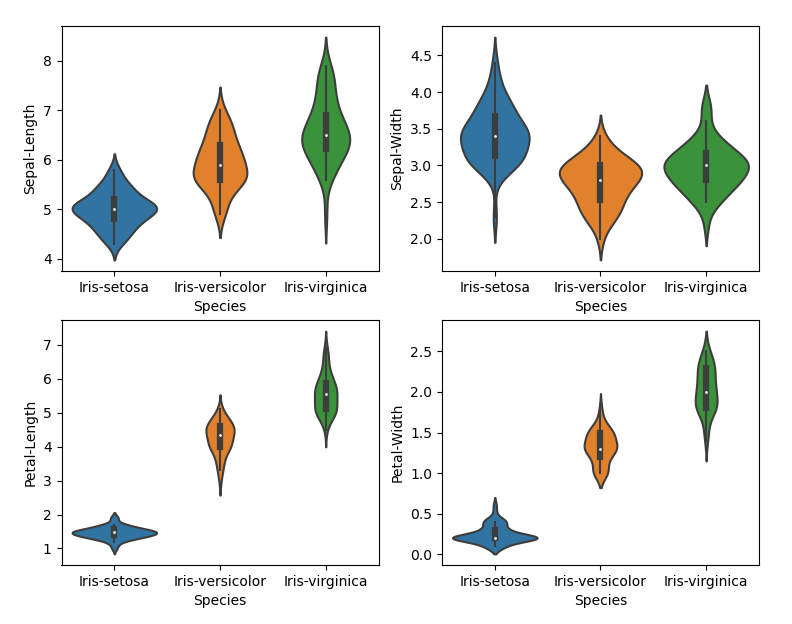 Sepal-Length
8
7
6
5
4
Iris-setosa Iris-versicolor Iris-virginica
Species
Sepal-Width
4.5
4.0
3.5
3.0
2.5
2.0
Iris-setosa Iris-versicolor Iris-virginica
Species
Petal-Length
7
6
5
4
3
2
1
Iris-setosa Iris-versicolor Iris-virginica
Species
Petal-Width
2.5
2.0
1.5
1.0
0.5
0.0
Iris-setosa Iris-versicolor Iris-virginica
Species